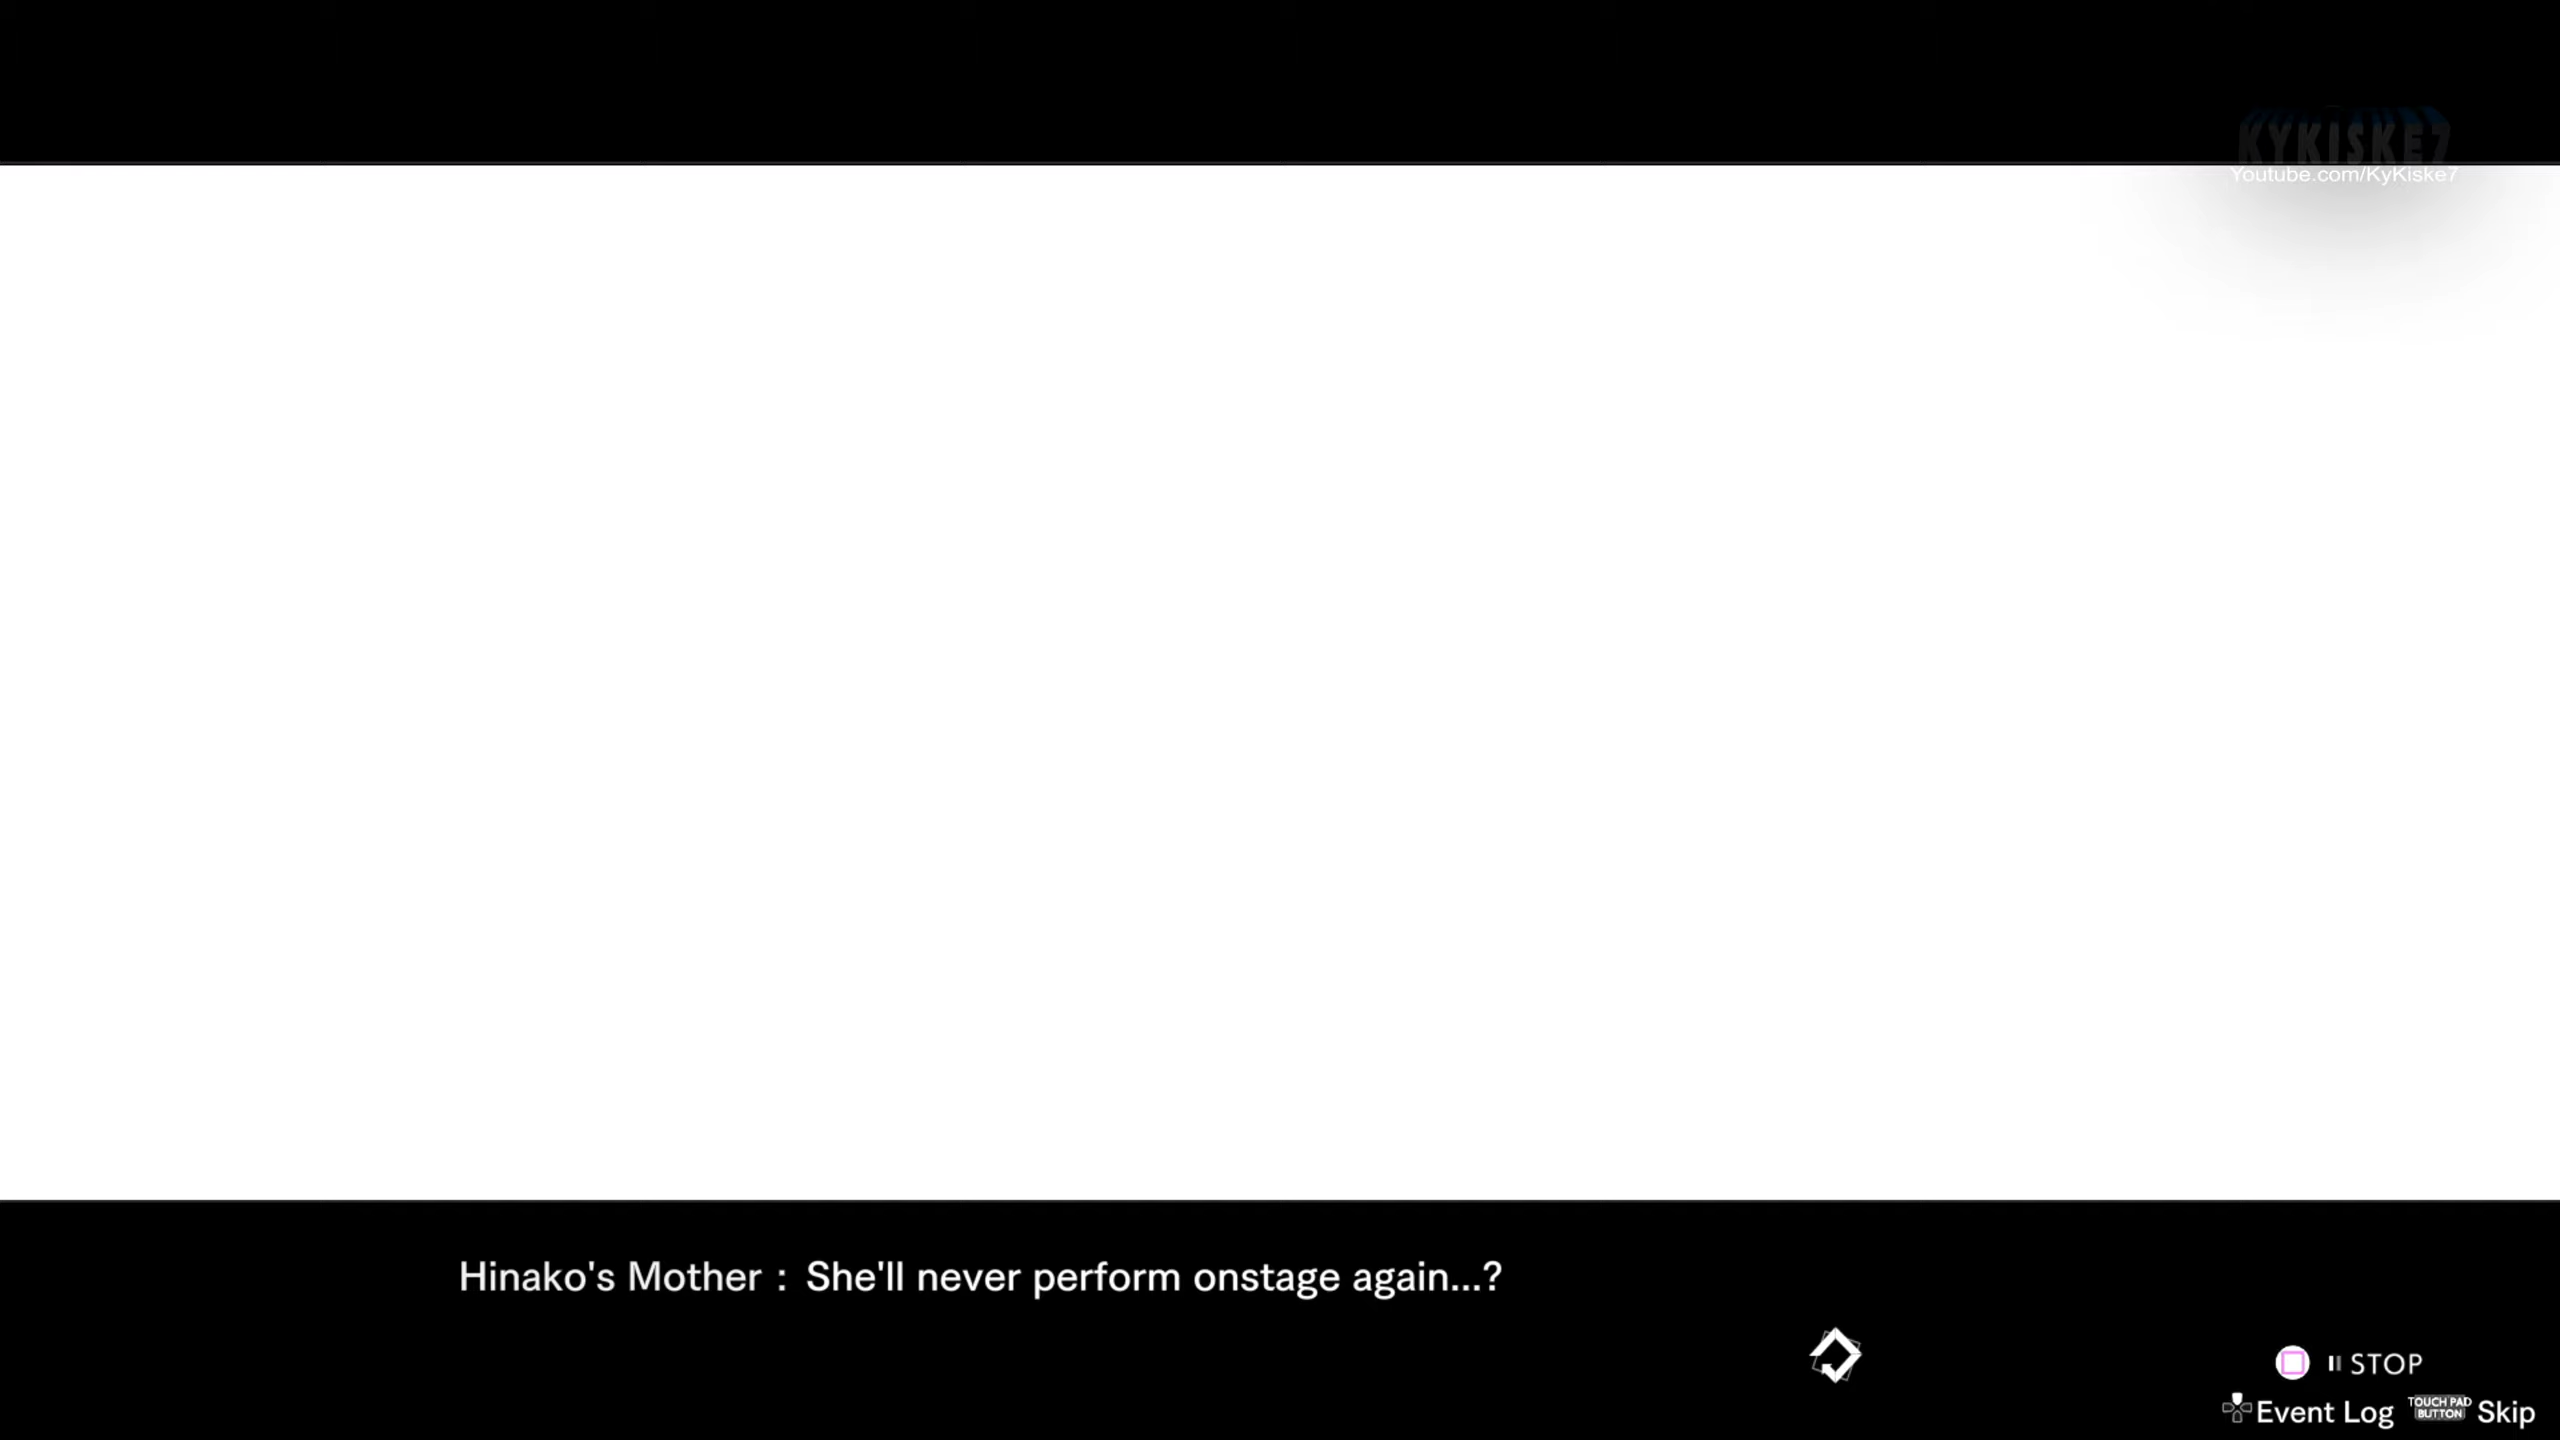 KYKISKE7
Youtube.com/KyKiske7
Hinako's Mother : She'll never perform onstage again...?
STOP
Event Log TOUCH PAD BUTTON Skip